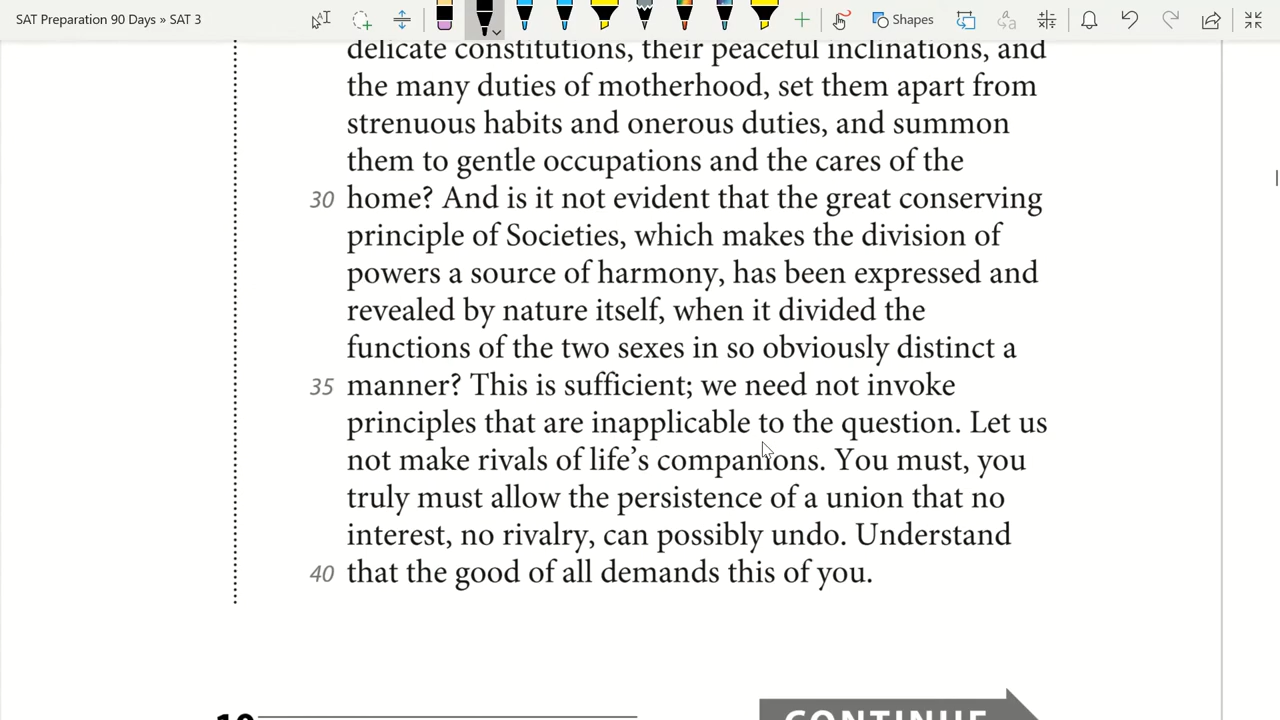 SAT Preparation 90 Days » SAT 3
Shapes
delicate constitutions, their peaceful inclinations, and
the many duties of motherhood, set them apart from
strenuous habits and onerous duties, and summon
them to gentle occupations and the cares of the
30 home? And is it not evident that the great conserving
principle of Societies, which makes the division of
powers a source of harmony, has been expressed and
revealed by nature itself, when it divided the
functions of the two sexes in so obviously distinct a
35 manner? This is sufficient; we need not invoke
principles that are inapplicable to the question. Let us
not make rivals of life’s companions. You must, you
truly must allow the persistence of a union that no
interest, no rivalry, can possibly undo. Understand
40 that the good of all demands this of you.
10 CONTINUE